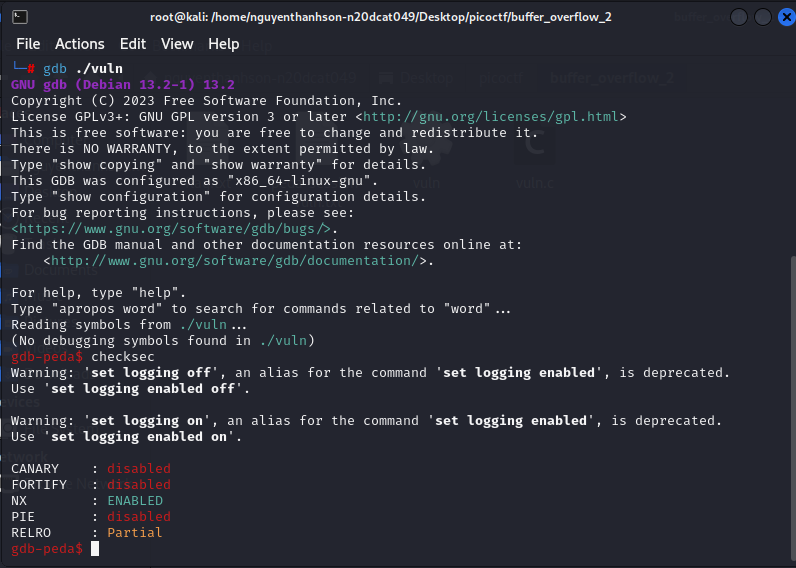 root@kali: /home/nguyenthanhson-n20dcat049/Desktop/picoctf/buffer_overflow_2
File Actions Edit View Help
└─# gdb ./vuln
GNU gdb (Debian 13.2-1) 13.2
Copyright (C) 2023 Free Software Foundation, Inc.
License GPLv3+: GNU GPL version 3 or later <http://gnu.org/licenses/gpl.html>
This is free software: you are free to change and redistribute it.
There is NO WARRANTY, to the extent permitted by law.
Type "show copying" and "show warranty" for details.
This GDB was configured as "x86_64-linux-gnu".
Type "show configuration" for configuration details.
For bug reporting instructions, please see:
<https://www.gnu.org/software/gdb/bugs/>.
Find the GDB manual and other documentation resources online at:
<http://www.gnu.org/software/gdb/documentation/>.
For help, type "help".
Type "apropos word" to search for commands related to "word"...
Reading symbols from ./vuln...
(No debugging symbols found in ./vuln)
gdb-peda$ checksec
Warning: 'set logging off', an alias for the command 'set logging enabled', is deprecated.
Use 'set logging enabled off'.
Warning: 'set logging on', an alias for the command 'set logging enabled', is deprecated.
Use 'set logging enabled on'.
CANARY : disabled
FORTIFY : disabled
NX : ENABLED
PIE : disabled
RELRO : Partial
gdb-peda$